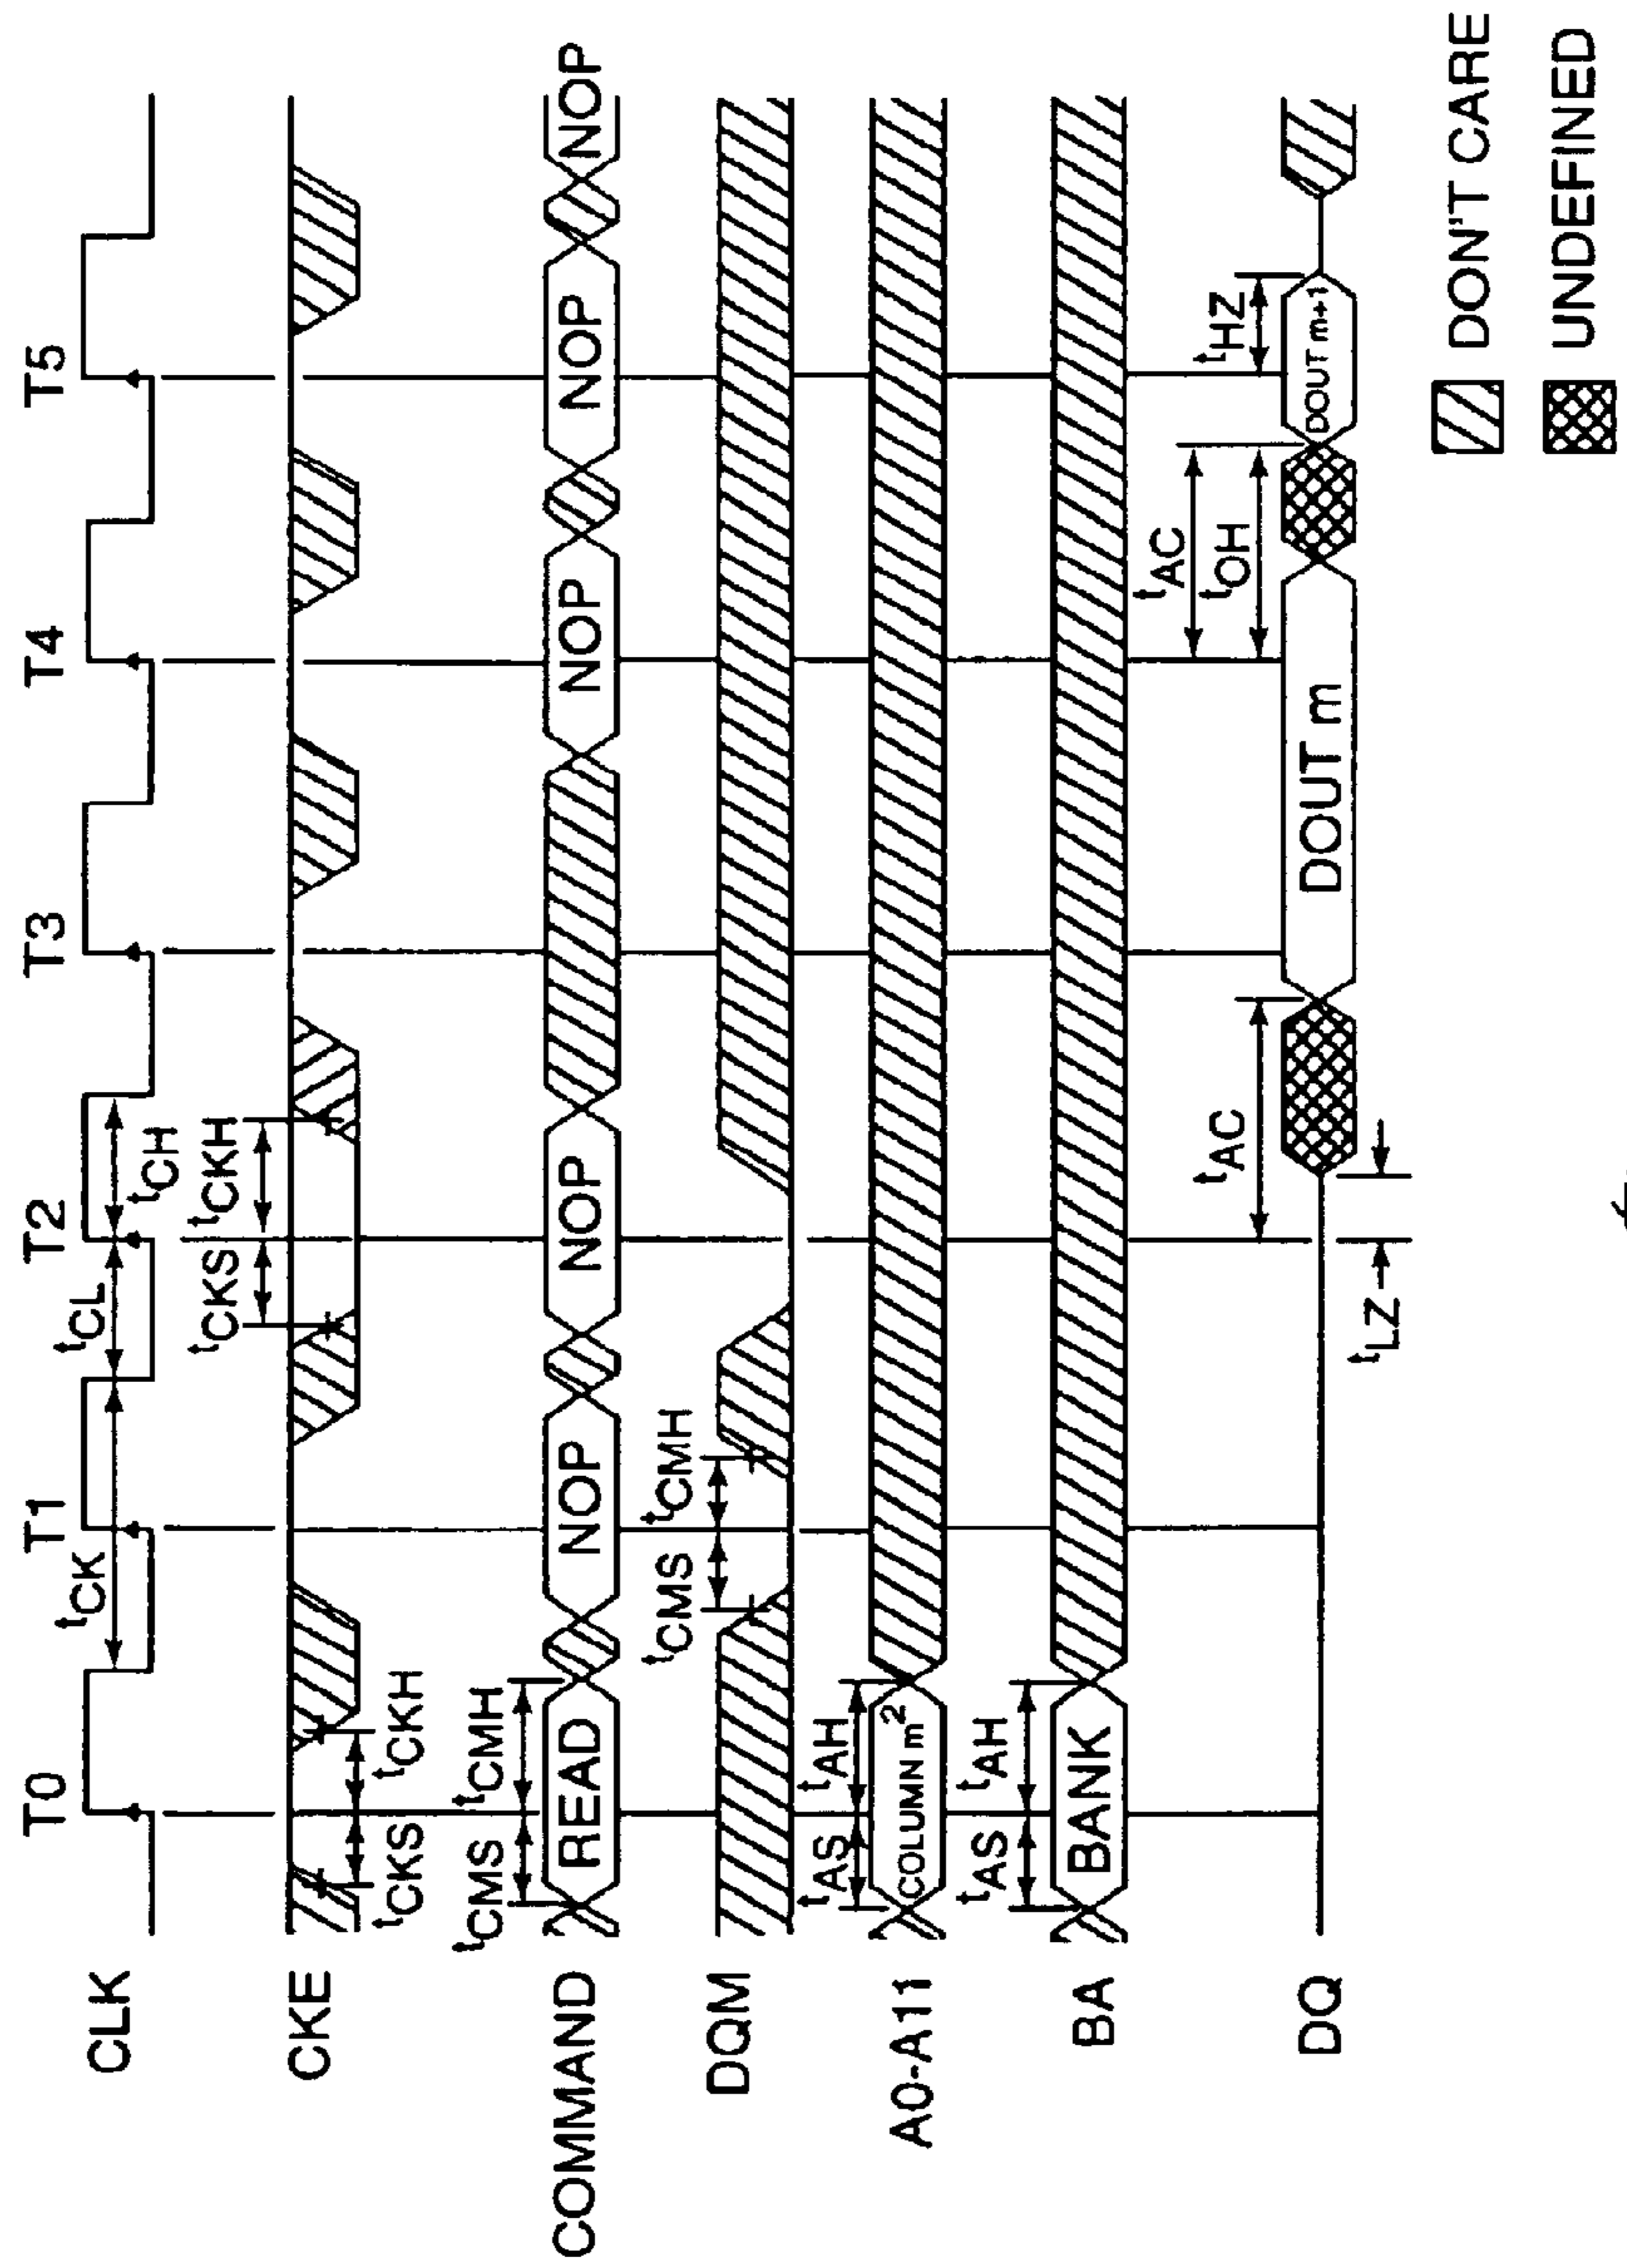 T0 T1 T2 T3 T4 T5
CLK
tCK tCL tCH
tCKS tCKH
CKE
tCKS tCKH
tCMS tCMH
COMMAND READ NOP NOP NOP NOP NOP
tCMS tCMH
DQM
tAS tAH
A0-A11 COLUMN m2
tAS tAH
BA BANK
tAC tAC
tOH tHZ
DQ DOUT m DOUT m+1
tLZ
DON'T CARE
UNDEFINED